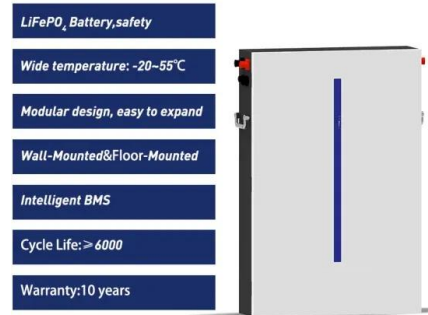 LiFePO₄ Battery,safety
Wide temperature: -20~55℃
Modular design, easy to expand
Wall-Mounted&Floor-Mounted
Intelligent BMS
Cycle Life:≥6000
Warranty:10 years